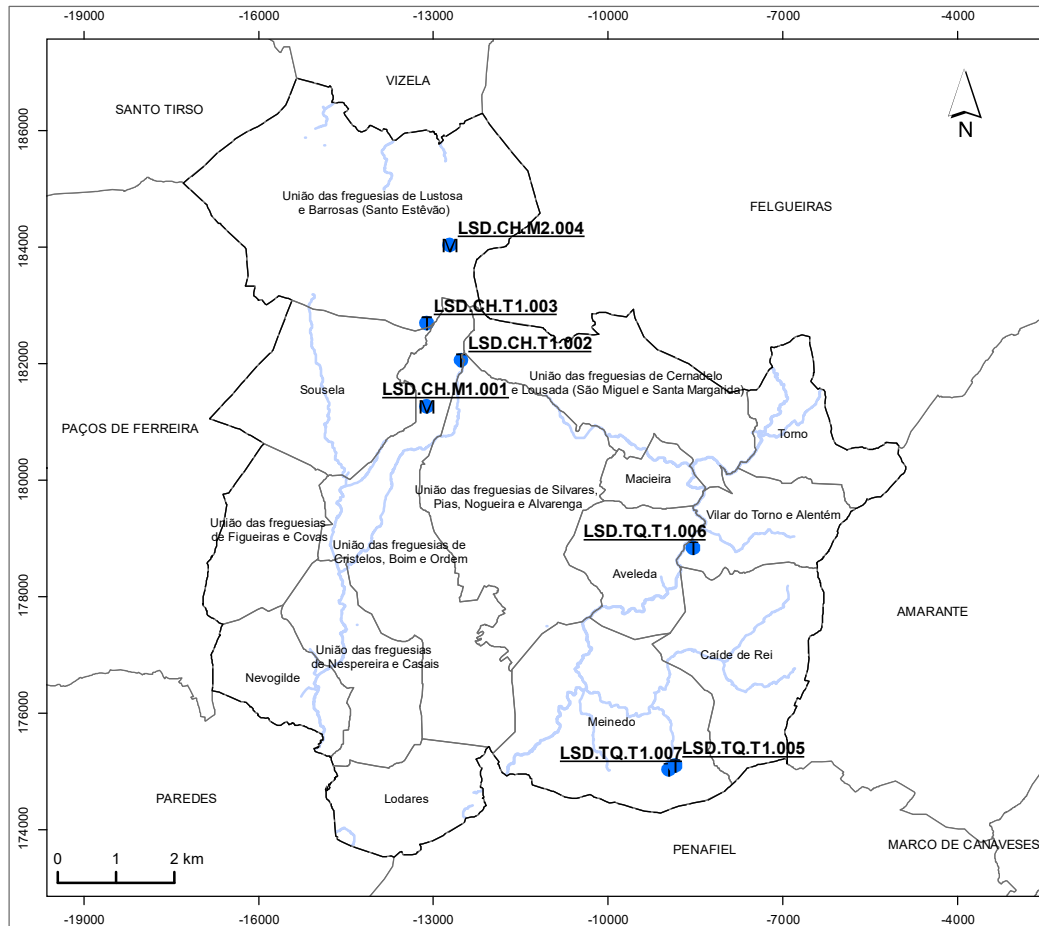 -19000
-16000
-13000
-10000
-7000
-4000
VIZELA
SANTO TIRSO
N
186000
União das freguesias de Lustosa
e Barrosas (Santo Estêvão)
FELGUEIRAS
LSD.CH.M2.004
M
184000
LSD.CH.T1.003
T
LSD.CH.T1.002
T
182000
União das freguesias de Cernadelo
e Lousada (São Miguel e Santa Margarida)
LSD.CH.M1.001
M
Sousela
PAÇOS DE FERREIRA
Torno
180000
Macieira
União das freguesias de Silvares,
Pias, Nogueira e Alvarenga
Vilar do Torno e Alentém
União das freguesias
de Figueiras e Covas
LSD.TQ.T1.006
T
União das freguesias de
Cristelos, Boim e Ordem
Aveleda
178000
AMARANTE
União das freguesias
de Nespereira e Casais
Caíde de Rei
Nevogilde
176000
Meinedo
LSD.TQ.T1.007
LSD.TQ.T1.005
T
T
PAREDES
Lodares
174000
PENAFIEL
MARCO DE CANAVESES
0
1
2 km
-19000
-16000
-13000
-10000
-7000
-4000